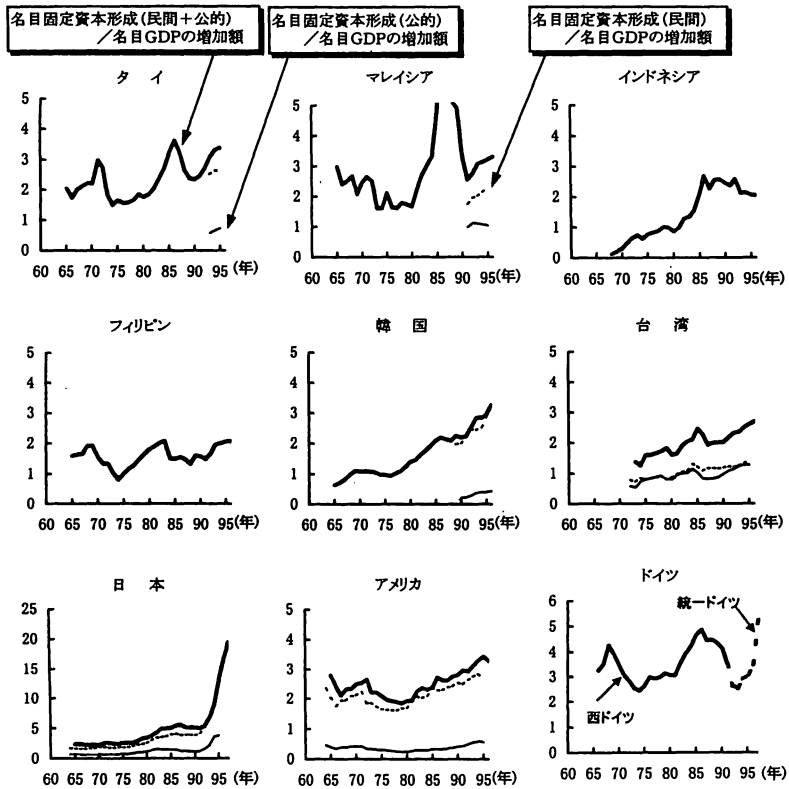 名目固定資本形成(民間+公的)
/名目GDPの増加額
名目固定資本形成(公的)
/名目GDPの増加額
名目固定資本形成(民間)
/名目GDPの増加額
タイ
マレイシア
インドネシア
5
4
3
2
1
0
60 65 70 75 80 85 90 95(年)
5
4
3
2
1
0
60 65 70 75 80 85 90 95(年)
5
4
3
2
1
0
60 65 70 75 80 85 90 95(年)
フィリピン
韓国
台湾
5
4
3
2
1
0
60 65 70 75 80 85 90 95(年)
5
4
3
2
1
0
60 65 70 75 80 85 90 95(年)
5
4
3
2
1
0
60 65 70 75 80 85 90 95(年)
日本
アメリカ
ドイツ
25
20
15
10
5
0
60 65 70 75 80 85 90 95(年)
5
4
3
2
1
0
60 65 70 75 80 85 90 95(年)
統一ドイツ
西ドイツ
6
5
4
3
2
1
0
60 65 70 75 80 85 90 95(年)